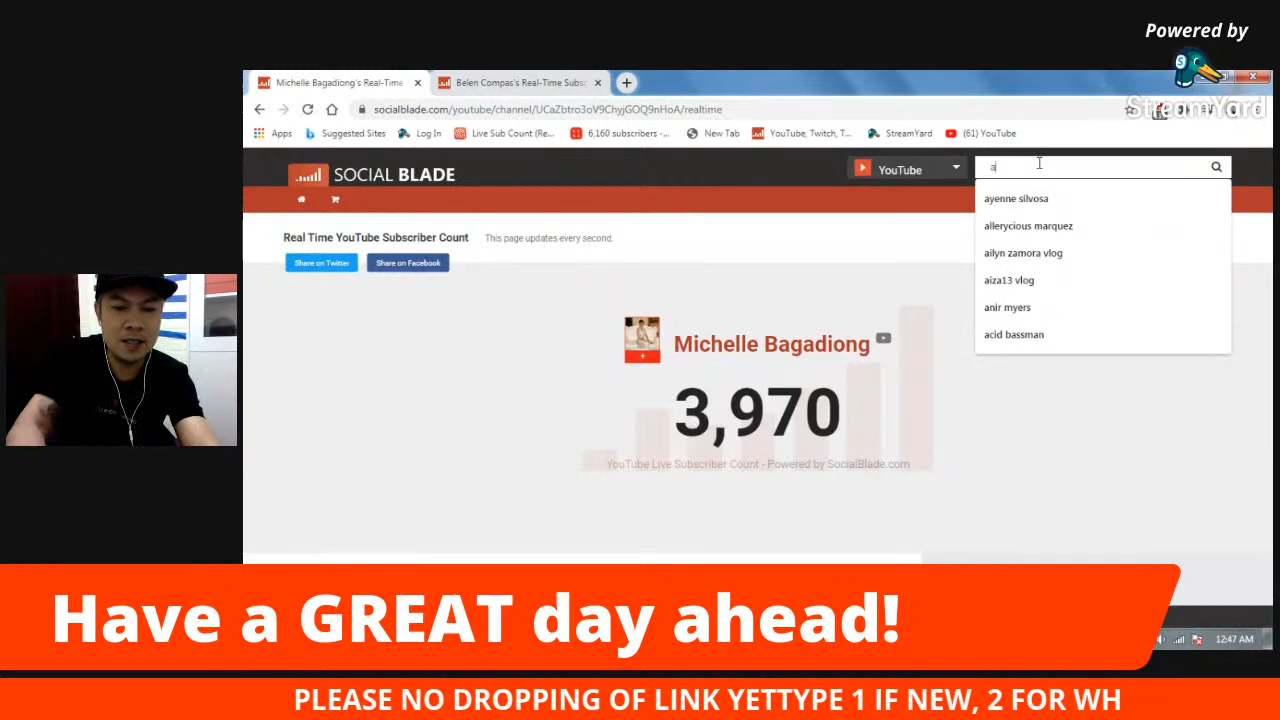 Powered by
StreamYard
Michelle Bagadiong's Real-Time
Belen Compas's Real-Time Subs
socialblade.com/youtube/channel/UCaZbtro3oV9ChyjGOQ9nHoA/realtime
Apps
Suggested Sites
Log In
Live Sub Count (Re...
6,160 subscribers -...
New Tab
YouTube, Twitch, T...
StreamYard
(61) YouTube
SOCIAL BLADE
YouTube
a
ayenne silvosa
allerycious marquez
ailyn zamora vlog
aiza13 vlog
anir myers
acid bassman
Real Time YouTube Subscriber Count
This page updates every second.
Share on Twitter
Share on Facebook
Michelle Bagadiong
3,970
YouTube Live Subscriber Count - Powered by SocialBlade.com
Have a GREAT day ahead!
12:47 AM
PLEASE NO DROPPING OF LINK YETTYPE 1 IF NEW, 2 FOR WH